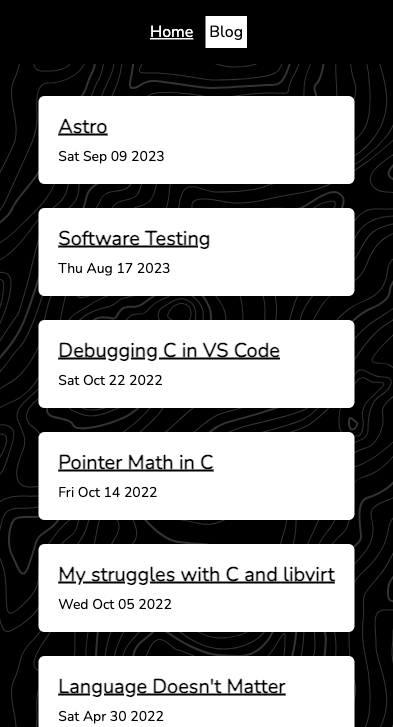 Home Blog
Astro
Sat Sep 09 2023
Software Testing
Thu Aug 17 2023
Debugging C in VS Code
Sat Oct 22 2022
Pointer Math in C
Fri Oct 14 2022
My struggles with C and libvirt
Wed Oct 05 2022
Language Doesn't Matter
Sat Apr 30 2022